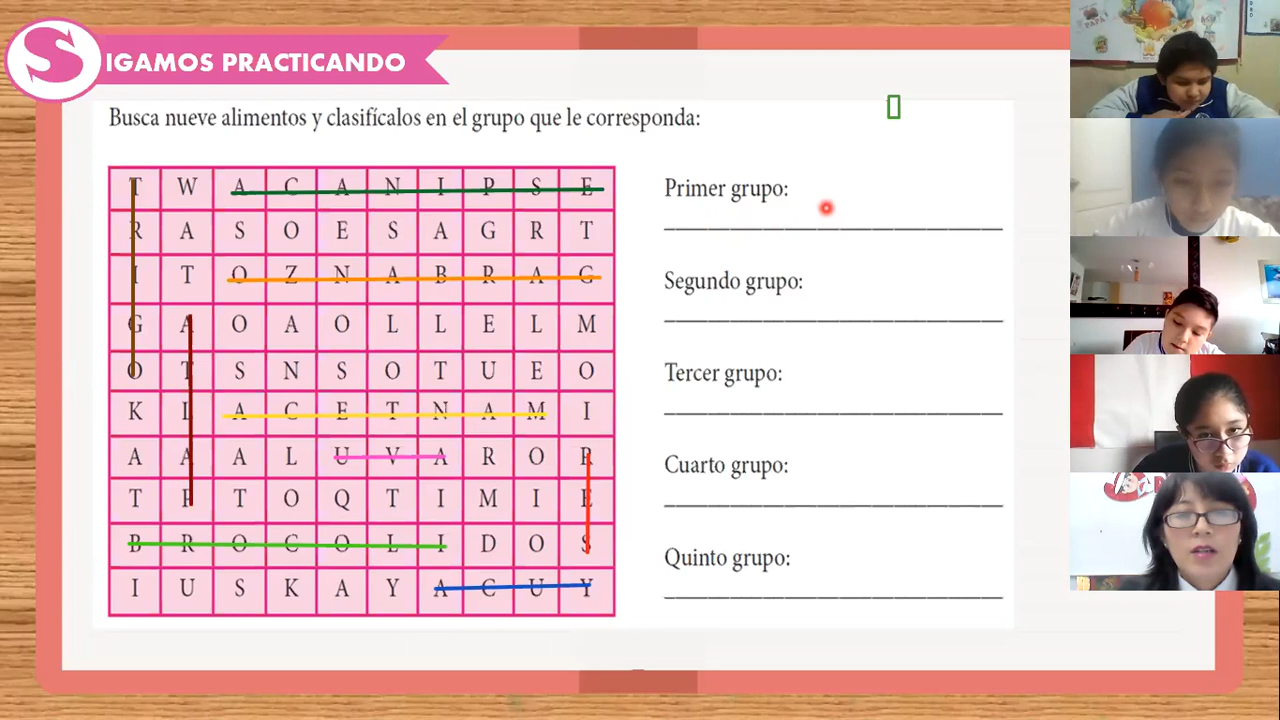 SIGAMOS PRACTICANDO
Busca nueve alimentos y clasifícalos en el grupo que le corresponda:
T W A C A N I P S E
R A S O E S A G R T
I T O Z N A B R A G
G A O A O L L E L M
O T S N S O T U E O
K L A C E T N A M I
A A A L U V A R O R
T F T O Q T I M I E
B R O C O L I D O S
I U S K A Y A C U Y
Primer grupo:
Segundo grupo:
Tercer grupo:
Cuarto grupo:
Quinto grupo: